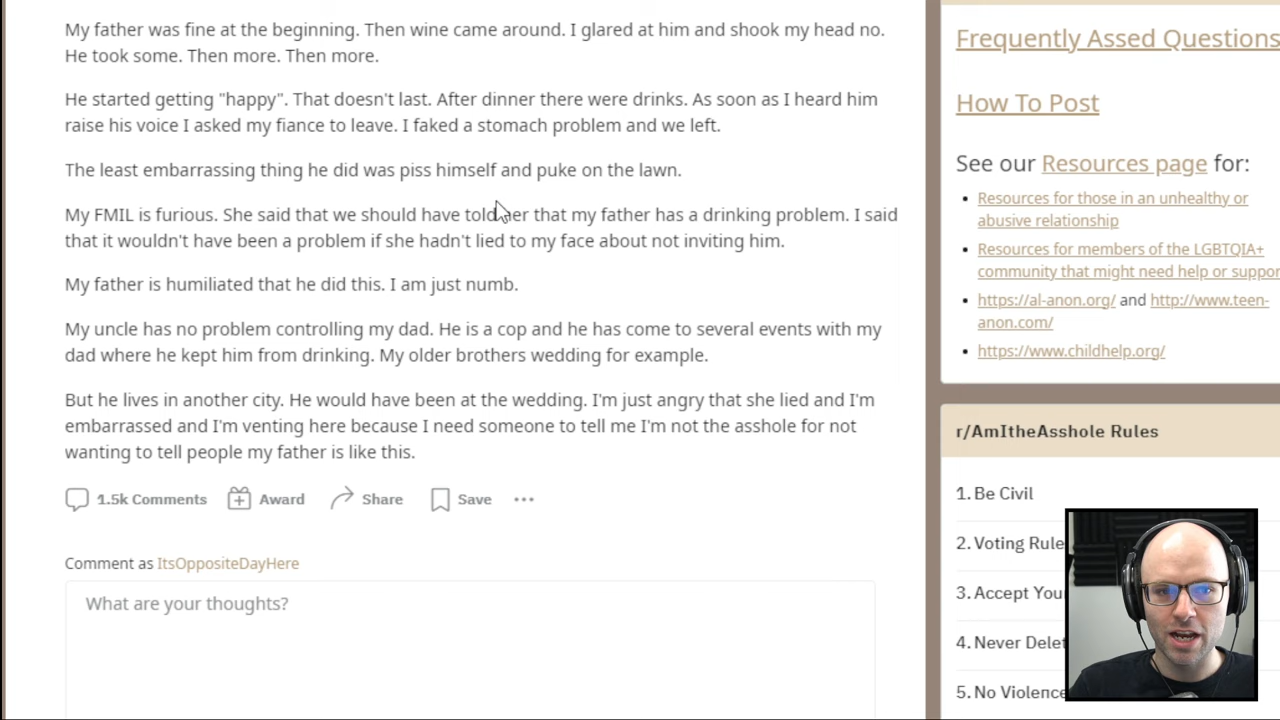 My father was fine at the beginning. Then wine came around. I glared at him and shook my head no.
He took some. Then more. Then more.
He started getting "happy". That doesn't last. After dinner there were drinks. As soon as I heard him
raise his voice I asked my fiance to leave. I faked a stomach problem and we left.
The least embarrassing thing he did was piss himself and puke on the lawn.
My FMIL is furious. She said that we should have told her that my father has a drinking problem. I said
that it wouldn't have been a problem if she hadn't lied to my face about not inviting him.
My father is humiliated that he did this. I am just numb.
My uncle has no problem controlling my dad. He is a cop and he has come to several events with my
dad where he kept him from drinking. My older brothers wedding for example.
But he lives in another city. He would have been at the wedding. I'm just angry that she lied and I'm
embarrassed and I'm venting here because I need someone to tell me I'm not the asshole for not
wanting to tell people my father is like this.
1.5k Comments Award Share Save
Comment as ItsOppositeDayHere
What are your thoughts?
Frequently Assed Questions
How To Post
See our Resources page for:
Resources for those in an unhealthy or
abusive relationship
Resources for members of the LGBTQIA+
community that might need help or suppor
https://al-anon.org/ and http://www.teen-
anon.com/
https://www.childhelp.org/
r/AmItheAsshole Rules
1. Be Civil
2. Voting Rule
3. Accept You
4. Never Delet
5. No Violence